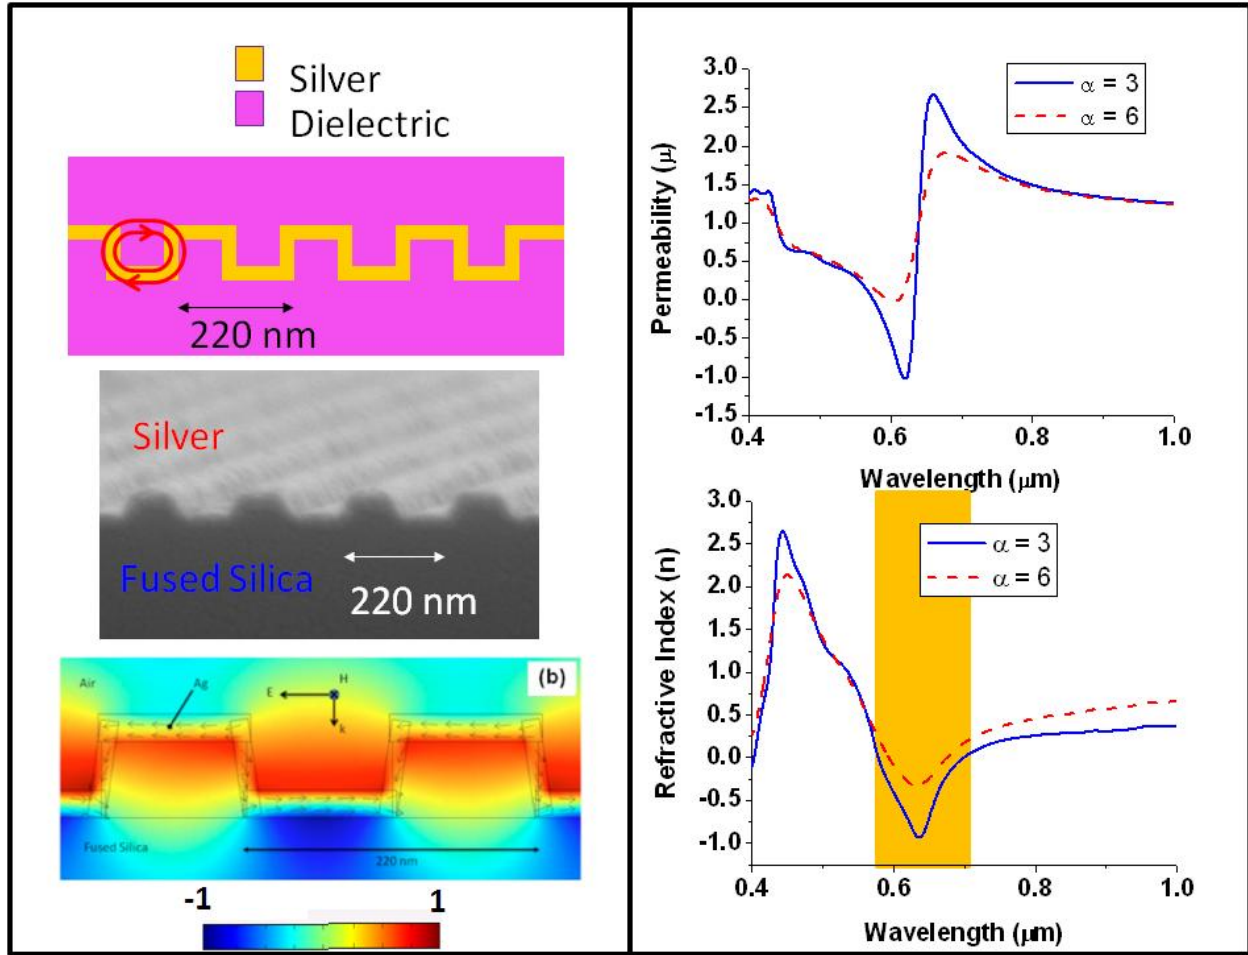 Silver
Dielectric
220 nm
Silver
Fused Silica
220 nm
(b)
Air
Ag
E
H
k
Fused Silica
220 nm
-1
1
3.0
2.5
2.0
1.5
1.0
0.5
0.0
-0.5
-1.0
-1.5
Permeability (μ)
α = 3
α = 6
0.4
0.6
0.8
1.0
Wavelength (μm)
3.0
2.5
2.0
1.5
1.0
0.5
0.0
-0.5
-1.0
Refractive Index (n)
α = 3
α = 6
0.4
0.6
0.8
1.0
Wavelength (μm)